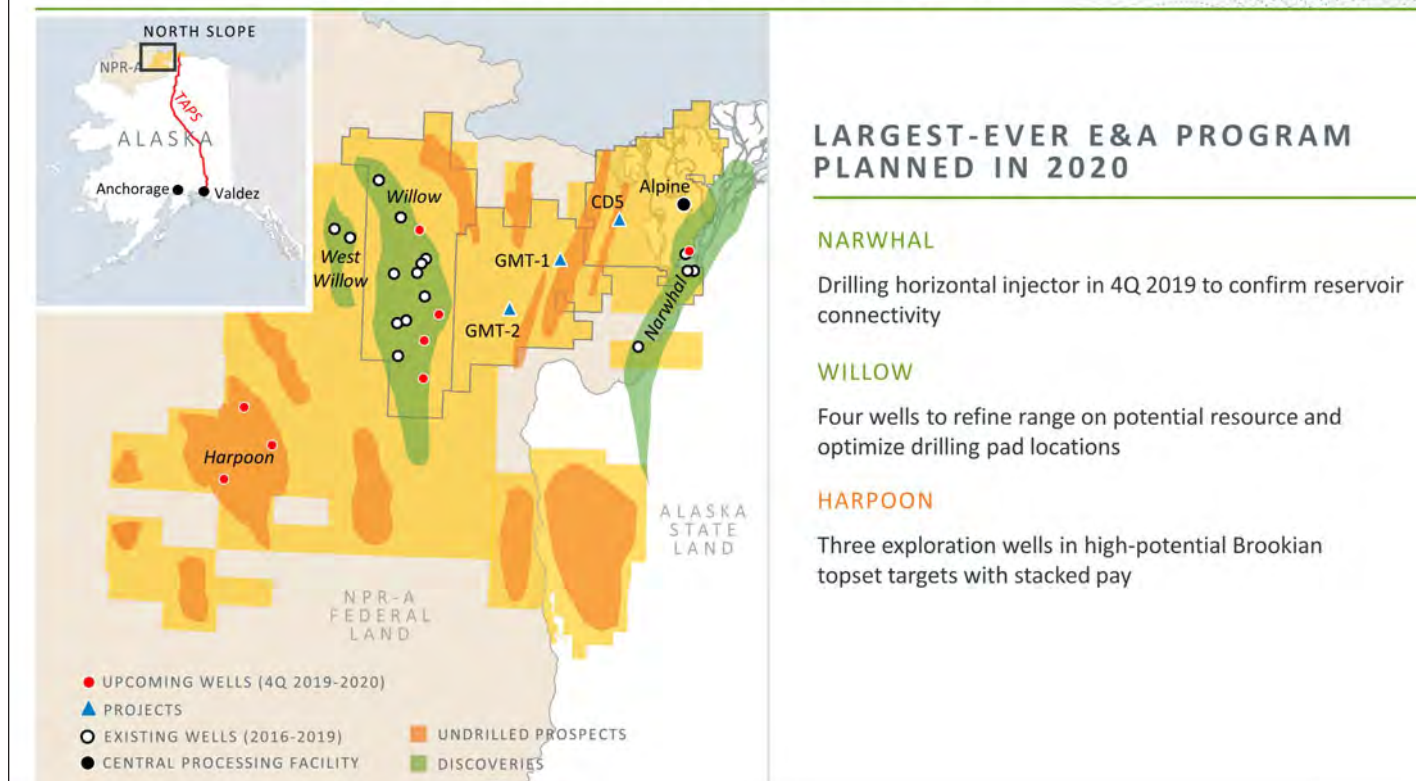 NORTH SLOPE
NPR-A
TAPS
ALASKA
Anchorage
Valdez
Willow
West
Willow
CD5
Alpine
GMT-1
GMT-2
Narwhal
Harpoon
ALASKA
STATE
LAND
NPR-A
FEDERAL
LAND
UPCOMING WELLS (4Q 2019-2020)
PROJECTS
EXISTING WELLS (2016-2019)
CENTRAL PROCESSING FACILITY
UNDRILLED PROSPECTS
DISCOVERIES
LARGEST-EVER E&A PROGRAM
PLANNED IN 2020
NARWHAL
Drilling horizontal injector in 4Q 2019 to confirm reservoir
connectivity
WILLOW
Four wells to refine range on potential resource and
optimize drilling pad locations
HARPOON
Three exploration wells in high-potential Brookian
topset targets with stacked pay